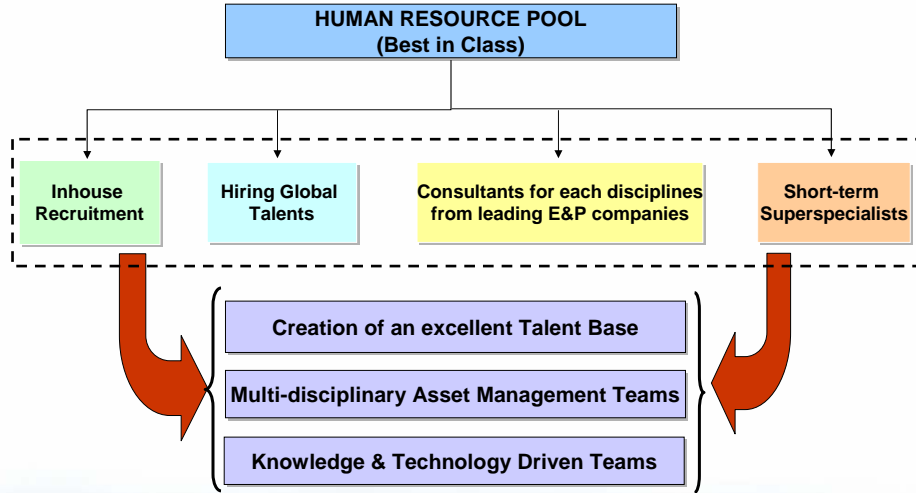 HUMAN RESOURCE POOL
(Best in Class)
Inhouse
Recruitment
Hiring Global
Talents
Consultants for each disciplines
from leading E&P companies
Short-term
Superspecialists
Creation of an excellent Talent Base
Multi-disciplinary Asset Management Teams
Knowledge & Technology Driven Teams